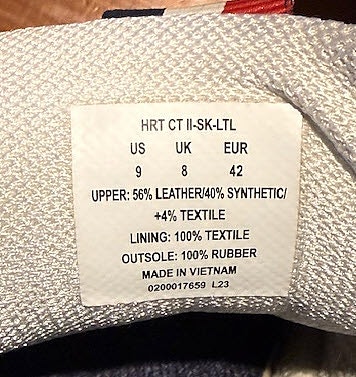 HRT CT II-SK-LTL
US UK EUR
9 8 42
UPPER: 56% LEATHER/40% SYNTHETIC/
+4% TEXTILE
LINING: 100% TEXTILE
OUTSOLE: 100% RUBBER
MADE IN VIETNAM
0200017659 L23